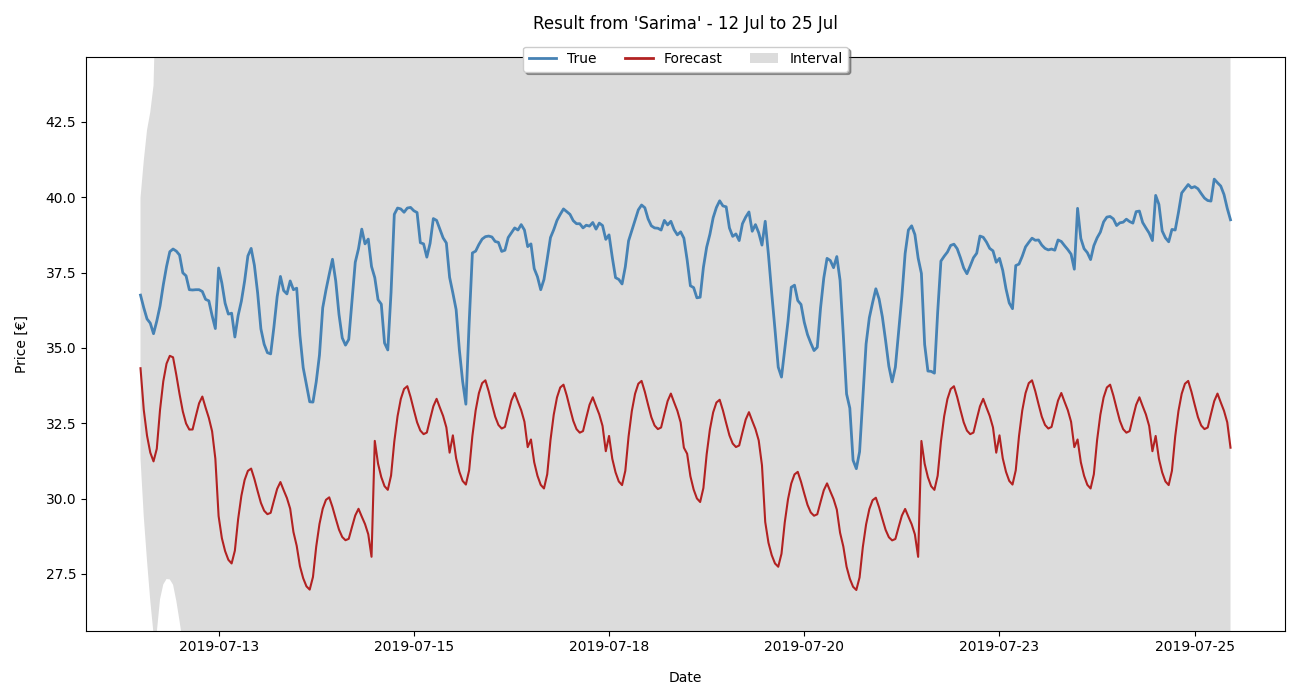 Result from 'Sarima' - 12 Jul to 25 Jul
True Forecast Interval
Price [€]
42.5
40.0
37.5
35.0
32.5
30.0
27.5
2019-07-13 2019-07-15 2019-07-18 2019-07-20 2019-07-23 2019-07-25
Date